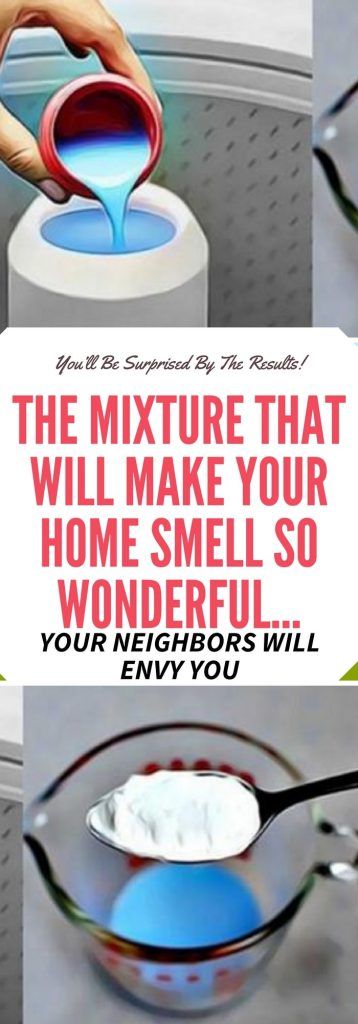 You'll Be Surprised By The Results!
THE MIXTURE THAT
WILL MAKE YOUR
HOME SMELL SO
WONDERFUL...
YOUR NEIGHBORS WILL
ENVY YOU